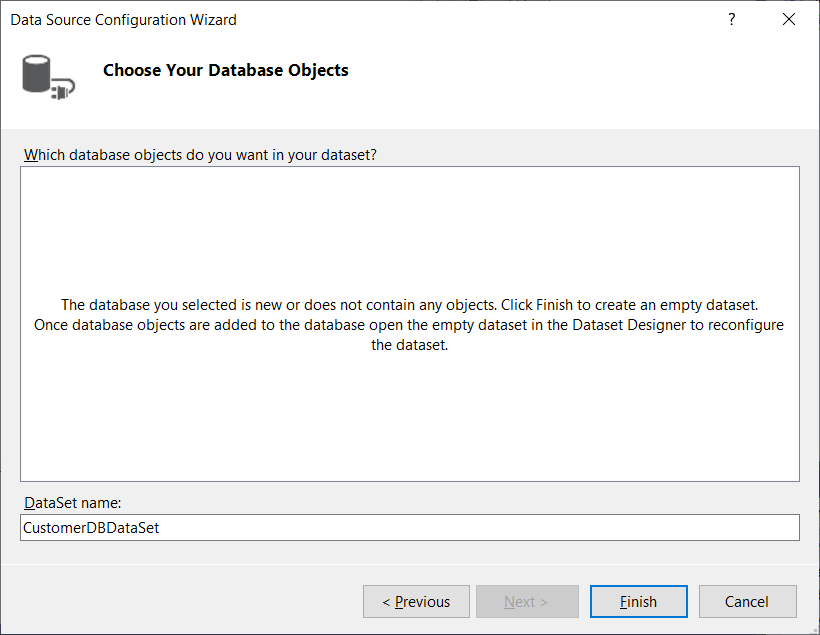 Data Source Configuration Wizard
?
Choose Your Database Objects
Which database objects do you want in your dataset?
The database you selected is new or does not contain any objects. Click Finish to create an empty dataset.
Once database objects are added to the database open the empty dataset in the Dataset Designer to reconfigure
the dataset.
DataSet name:
CustomerDBDataSet
< Previous
Next >
Finish
Cancel